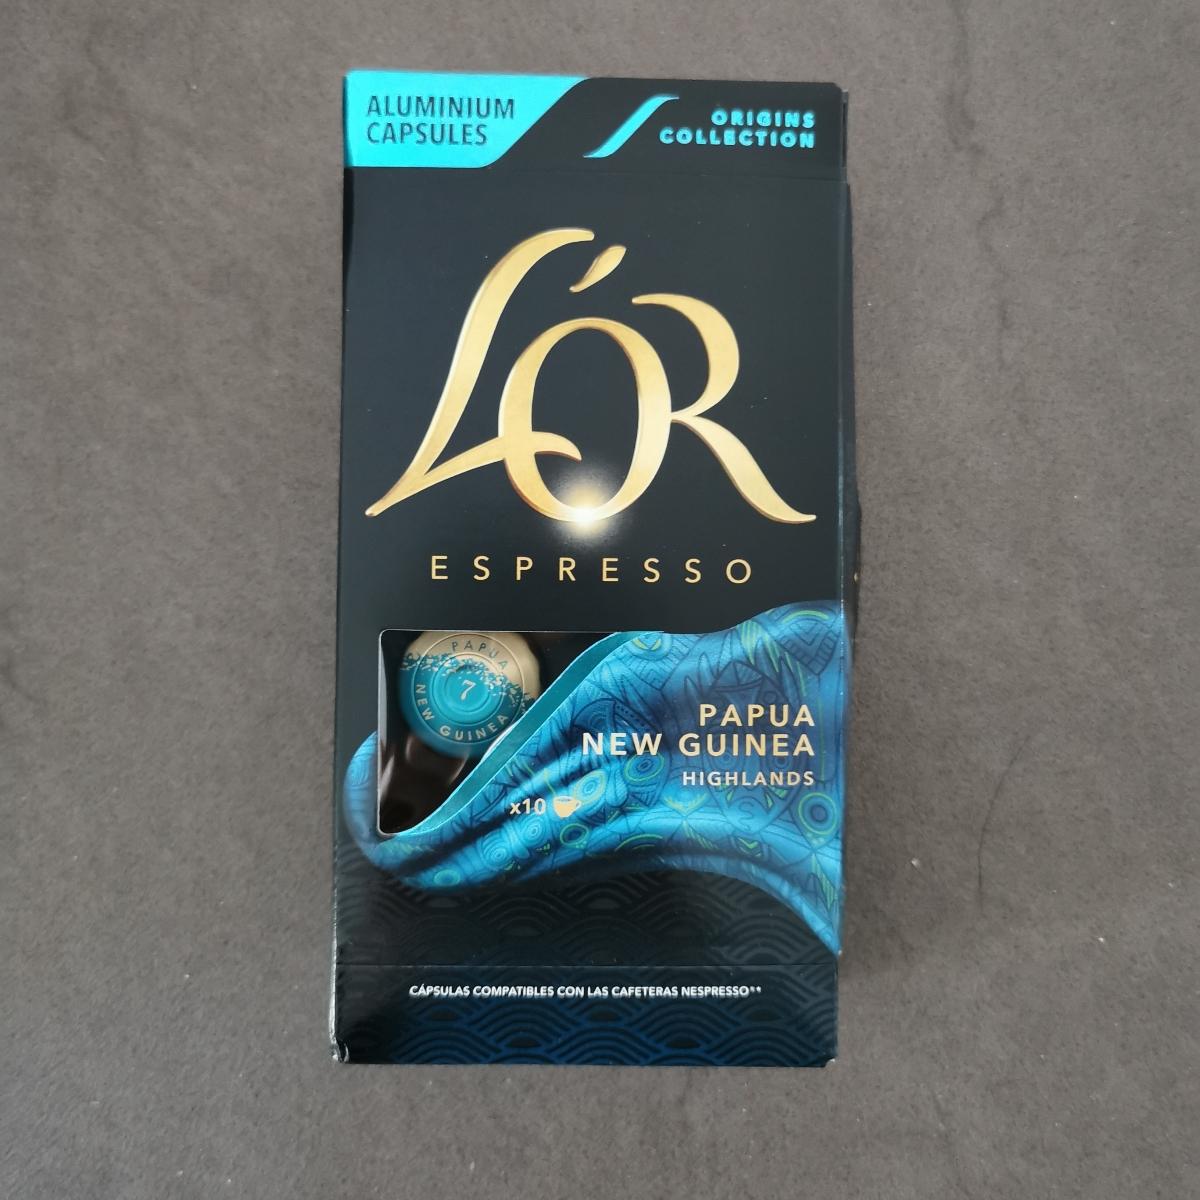 ALUMINIUM
CAPSULES
ORIGINS
COLLECTION
L'OR
ESPRESSO
PAPUA
7
NEW GUINEA
PAPUA
NEW GUINEA
HIGHLANDS
x10
CÁPSULAS COMPATIBLES CON LAS CAFETERAS NESPRESSO**